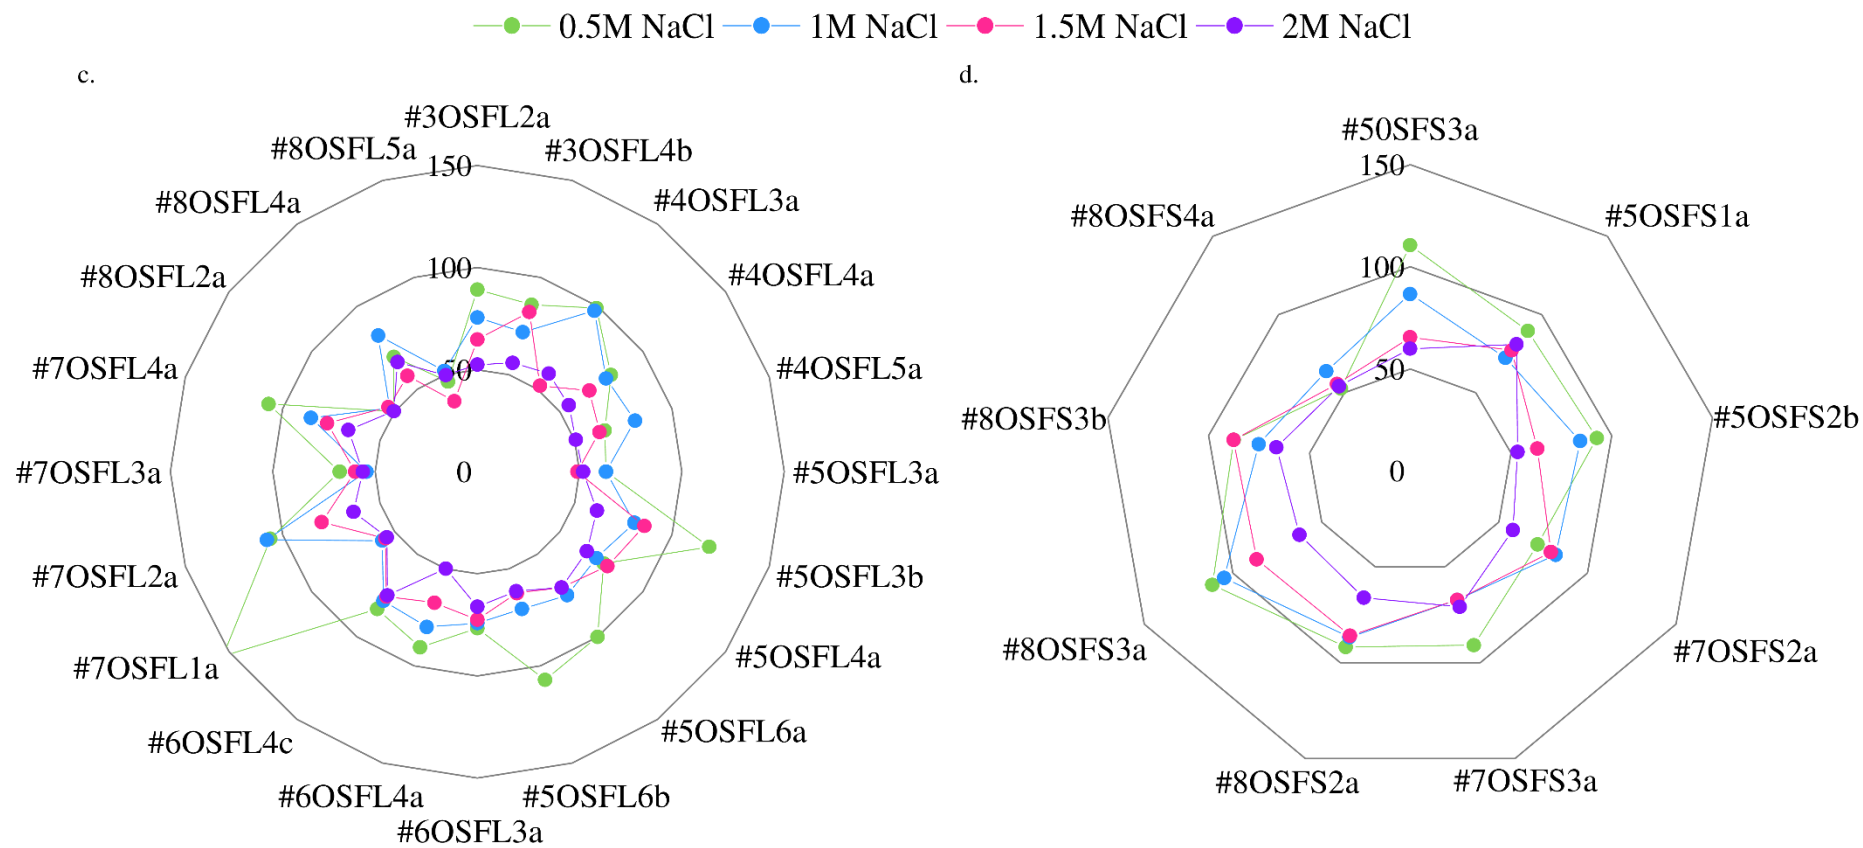 0.5M NaCl 1M NaCl 1.5M NaCl 2M NaCl
c.
#3OSFL2a
#3OSFL4b
#4OSFL3a
#4OSFL4a
#4OSFL5a
#5OSFL3a
#5OSFL3b
#5OSFL4a
#5OSFL6a
#5OSFL6b
#6OSFL3a
#6OSFL4a
#6OSFL4c
#7OSFL1a
#7OSFL2a
#7OSFL3a
#7OSFL4a
#8OSFL2a
#8OSFL4a
#8OSFL5a
150
100
50
0
d.
#50SFS3a
#5OSFS1a
#5OSFS2b
#7OSFS2a
#7OSFS3a
#8OSFS2a
#8OSFS3a
#8OSFS3b
#8OSFS4a
150
100
50
0